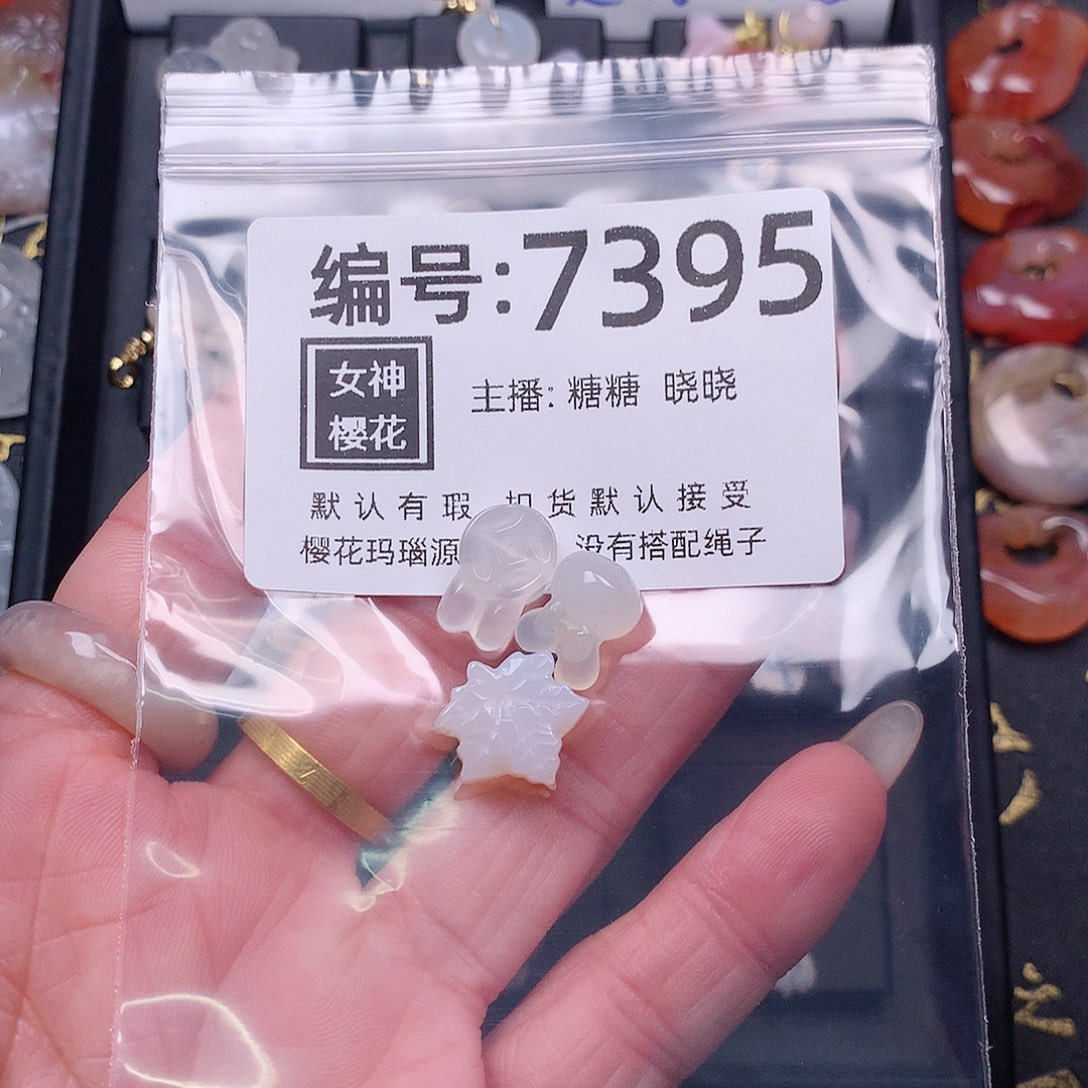 编号:7395
女神
樱花
主播: 糖糖 晓晓
默认有瑕 扣货默认接受
樱花玛瑙源 没有搭配绳子